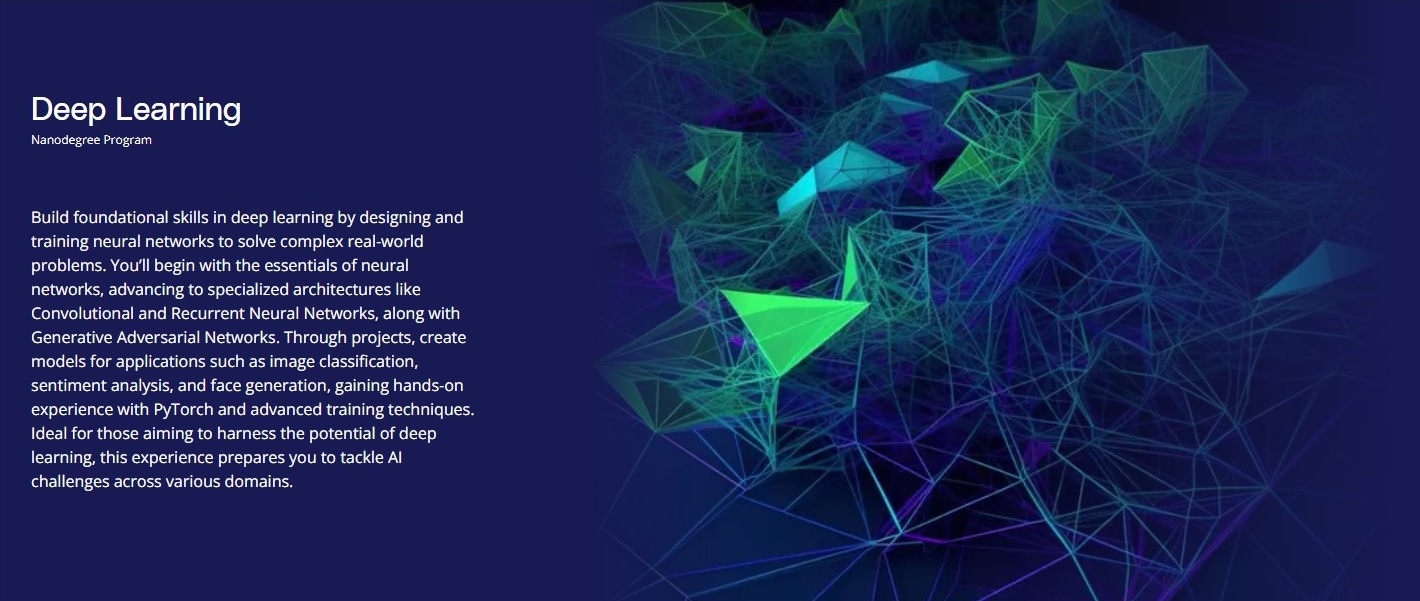 Deep Learning
Nanodegree Program
Build foundational skills in deep learning by designing and
training neural networks to solve complex real-world
problems. You’ll begin with the essentials of neural
networks, advancing to specialized architectures like
Convolutional and Recurrent Neural Networks, along with
Generative Adversarial Networks. Through projects, create
models for applications such as image classification,
sentiment analysis, and face generation, gaining hands-on
experience with PyTorch and advanced training techniques.
Ideal for those aiming to harness the potential of deep
learning, this experience prepares you to tackle AI
challenges across various domains.